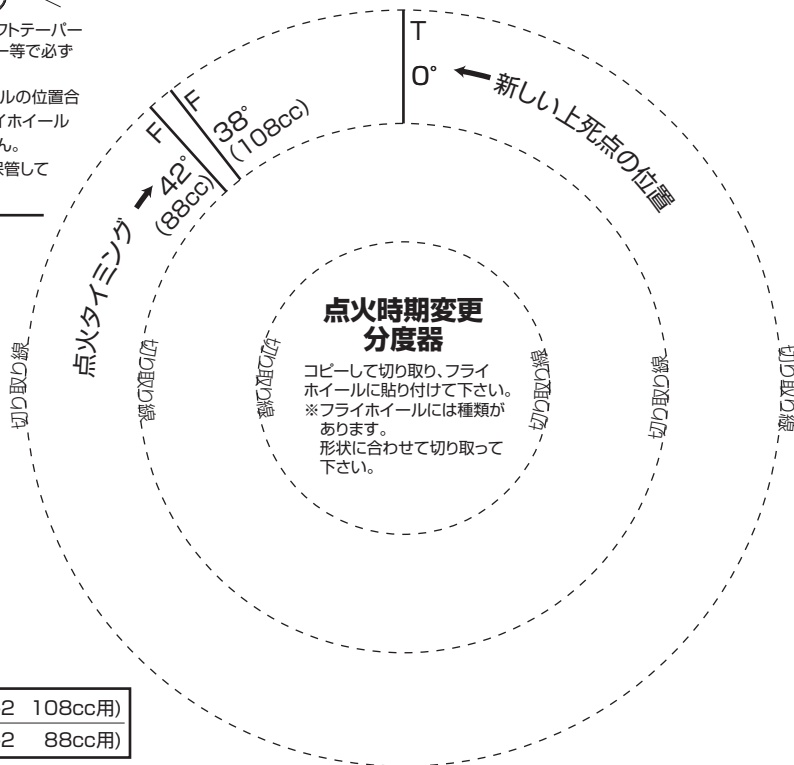 フトテーパー
ー等で必ず
ルの位置合
イホイール
ん。
保管して
T
0°
新しい上死点の位置
F
38°
(108cc)
F
42°
(88cc)
点火タイミング
点火時期変更
分度器
コピーして切り取り、フライ
ホイールに貼り付けて下さい。
※フライホイールには種類が
あります。
形状に合わせて切り取って
下さい。
切り取り線
切り取り線
切り取り線
切り取り線
切り取り線
切り取り線
2 108cc用)
2 88cc用)